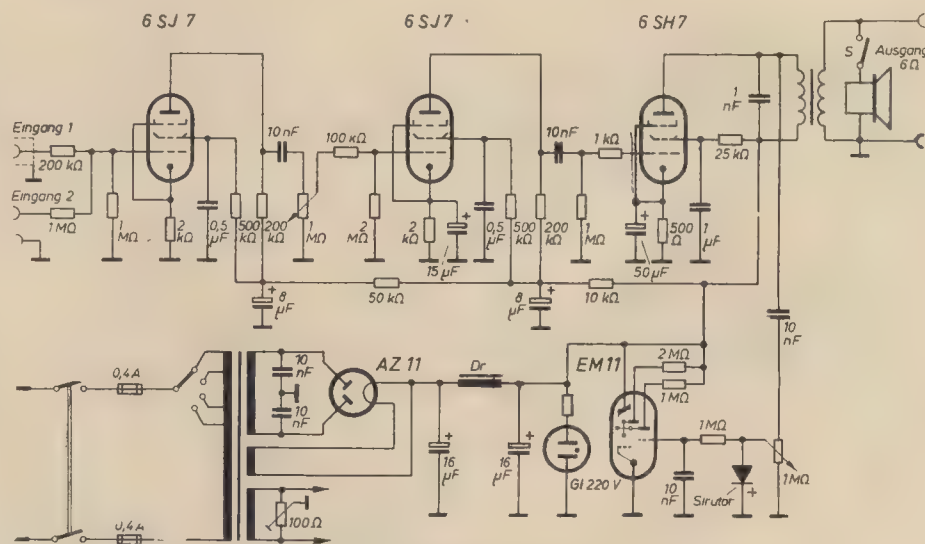 6 SJ 7
6 SJ 7
6 SH 7
S
Ausgang
6 Ω
1
nF
Eingang 1
200 kΩ
Eingang 2
1 MΩ
1
MΩ
2
kΩ
0,5
µF
500
kΩ
200
kΩ
10 nF
1
MΩ
100 kΩ
2
MΩ
2
kΩ
+
15 µF
0,5
µF
500
kΩ
200
kΩ
10 nF
1
MΩ
1 kΩ
+
50 µF
500
Ω
1
µF
25 kΩ
+
8
µF
50 kΩ
+
8
µF
10 kΩ
10
nF
0,4 A
0,4 A
10
nF
10
nF
AZ 11
100 Ω
+
16
µF
Dr
+
16
µF
Gl 220 V
EM 11
2 MΩ
1 MΩ
1 MΩ
10
nF
Sirutor
+
1 MΩ